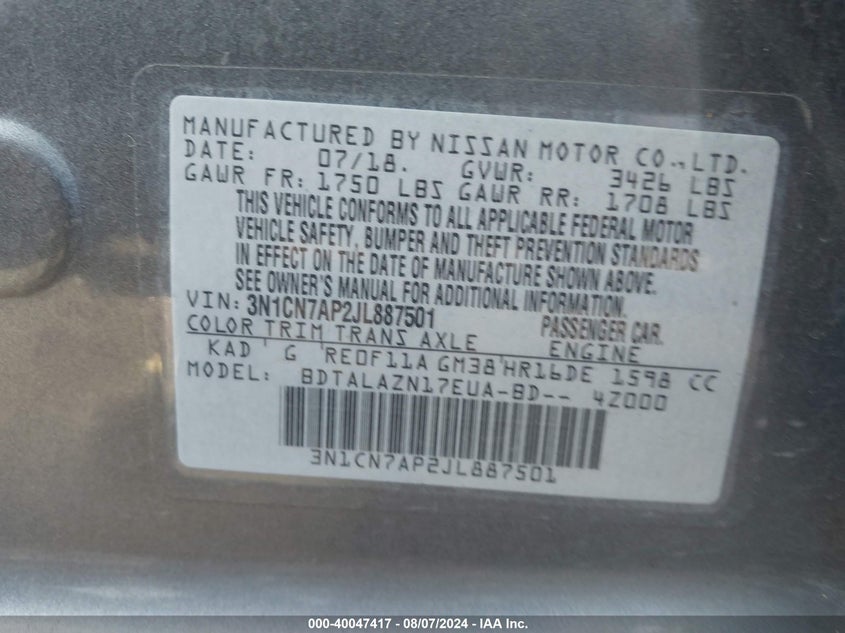 MANUFACTURED BY NISSAN MOTOR CO.,LTD.
DATE: 07/18. GVWR: 3426 LBS
GAWR FR: 1750 LBS GAWR RR: 1708 LBS
THIS VEHICLE CONFORMS TO ALL APPLICABLE FEDERAL MOTOR
VEHICLE SAFETY, BUMPER AND THEFT PREVENTION STANDARDS
IN EFFECT ON THE DATE OF MANUFACTURE SHOWN ABOVE.
SEE OWNER'S MANUAL FOR ADDITIONAL INFORMATION.
VIN: 3N1CN7AP2JL887501 PASSENGER CAR.
COLOR TRIM TRANS AXLE ENGINE
KAD ' G 'RE0F11A GM38'HR16DE 1598 CC
MODEL: BDTALAZN17EUA-BD-- 4Z000
3N1CN7AP2JL887501
000-40047417 - 08/07/2024 - IAA Inc.